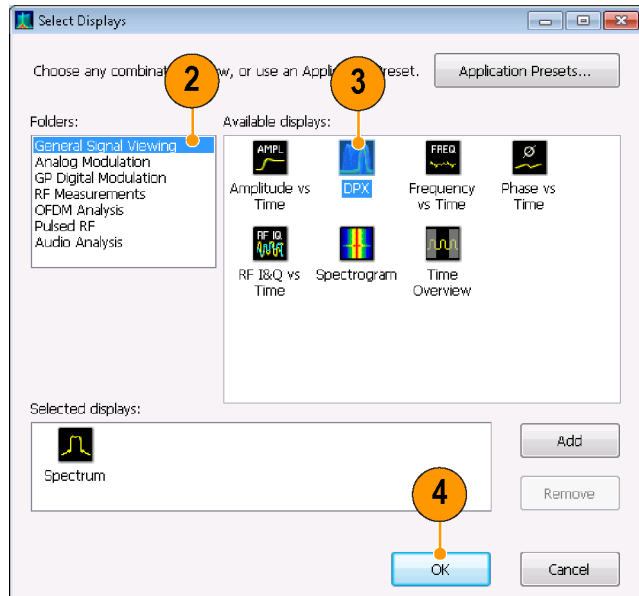 Select Displays
Choose any combinat w, or use an Appl reset.
Application Presets...
2
3
Folders:
Available displays:
General Signal Viewing
Analog Modulation
GP Digital Modulation
RF Measurements
OFDM Analysis
Pulsed RF
Audio Analysis
AMPL
FREQ
Ø
Amplitude vs
Time
DPX
Frequency
vs Time
Phase vs
Time
RF IQ
RF I&Q vs
Time
Spectrogram
Time
Overview
Selected displays:
Spectrum
Add
Remove
4
OK
Cancel